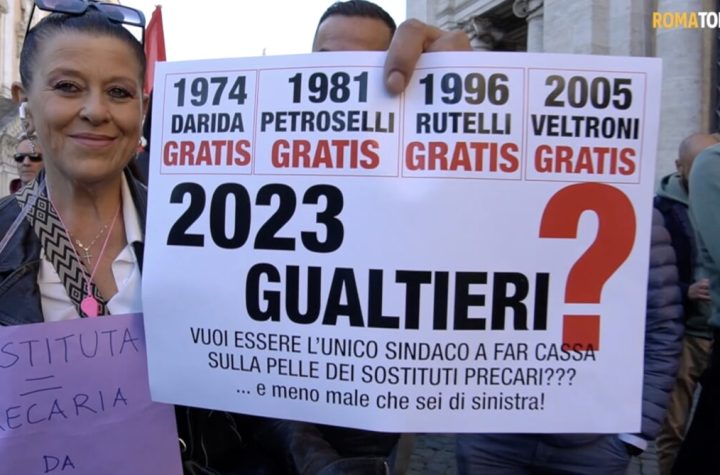 ROMATO
1974 1981 1996 2005
DARIDA PETROSELLI RUTELLI VELTRONI
GRATIS GRATIS GRATIS GRATIS
2023
GUALTIERI ?
VUOI ESSERE L'UNICO SINDACO A FAR CASSA
SULLA PELLE DEI SOSTITUTI PRECARI???
... e meno male che sei di sinistra!
STITUTA
=
ECARIA
DA